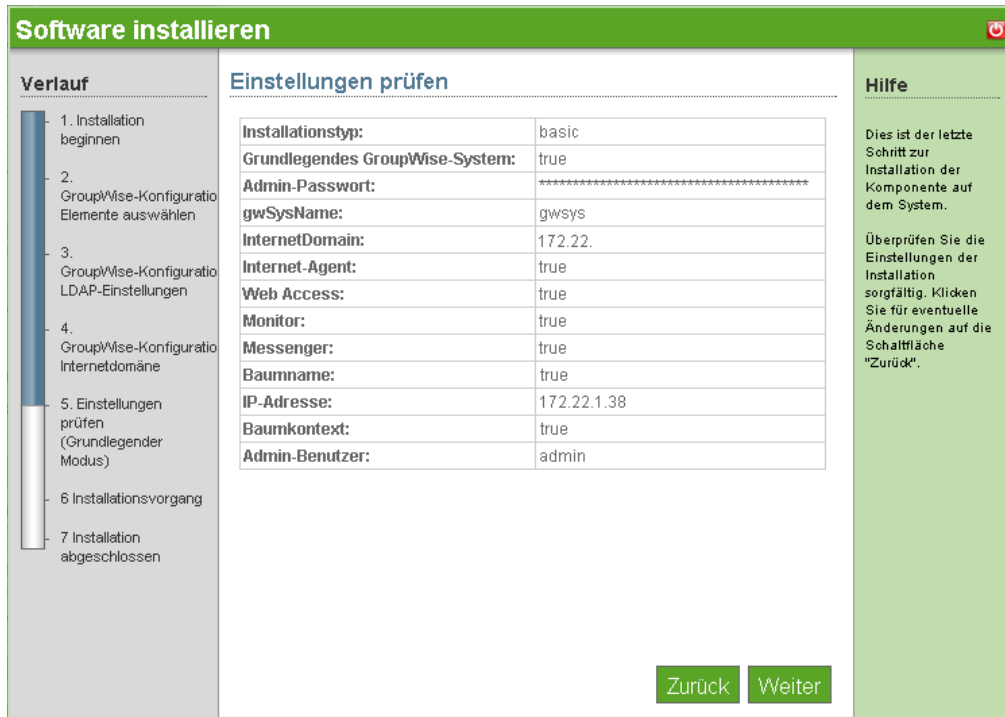 Software installieren
Verlauf
1. Installation
beginnen
2.
GroupWise-Konfiguratio
Elemente auswählen
3.
GroupWise-Konfiguratio
LDAP-Einstellungen
4.
GroupWise-Konfiguratio
Internetdomäne
5. Einstellungen
prüfen
(Grundlegender
Modus)
6 Installationsvorgang
7 Installation
abgeschlossen
Einstellungen prüfen
Installationstyp: basic
Grundlegendes GroupWise-System: true
Admin-Passwort: ****************************************
gwSysName: gwsys
InternetDomain: 172.22.
Internet-Agent: true
Web Access: true
Monitor: true
Messenger: true
Baumname: true
IP-Adresse: 172.22.1.38
Baumkontext: true
Admin-Benutzer: admin
Zurück Weiter
Hilfe
Dies ist der letzte
Schritt zur
Installation der
Komponente auf
dem System.
Überprüfen Sie die
Einstellungen der
Installation
sorgfältig. Klicken
Sie für eventuelle
Änderungen auf die
Schaltfläche
"Zurück".